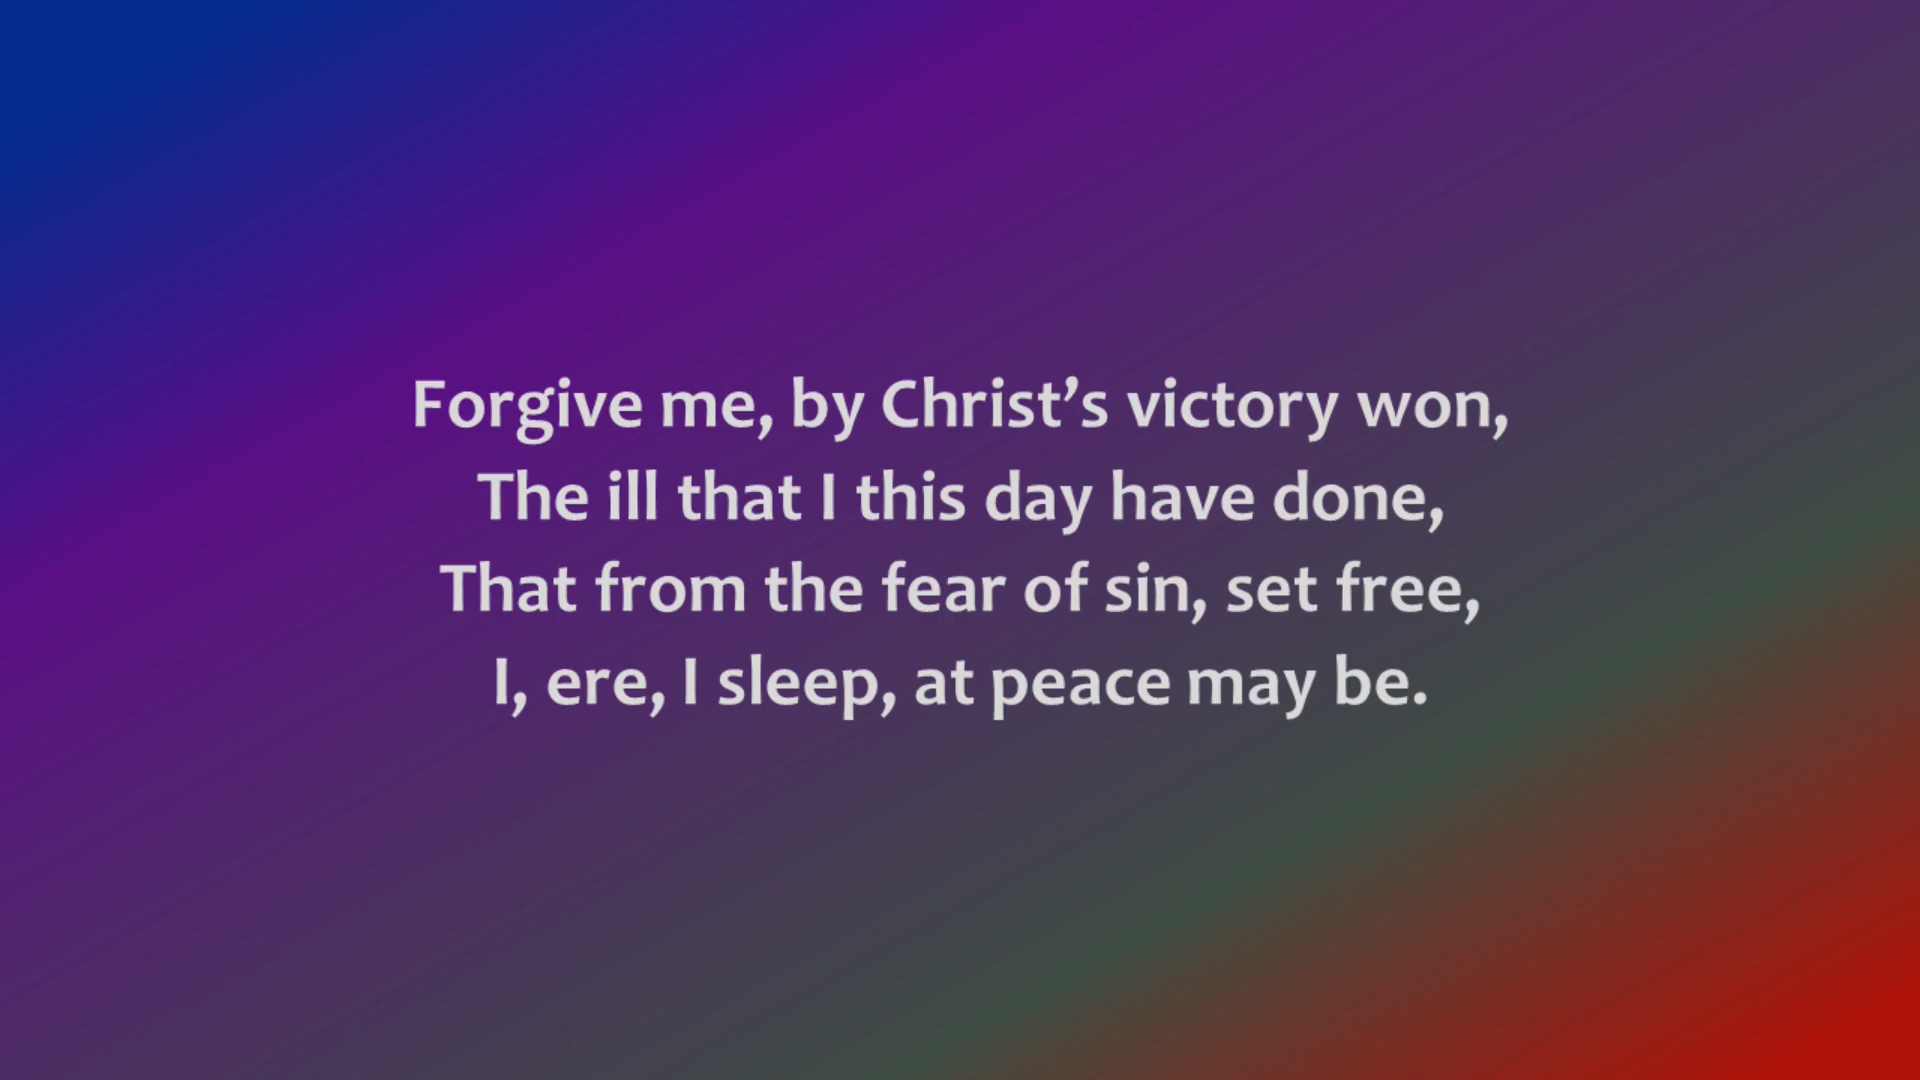 Forgive me, by Christ’s victory won,
The ill that I this day have done,
That from the fear of sin, set free,
I, ere, I sleep, at peace may be.